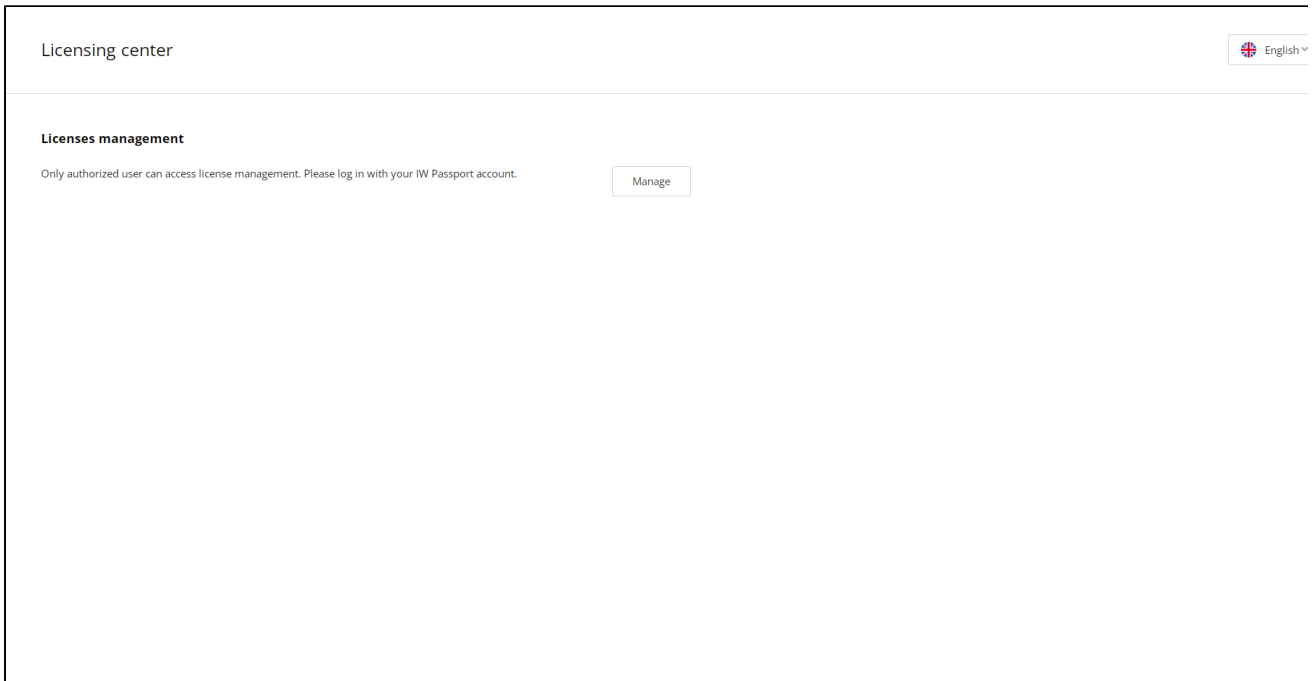 Licensing center
English
Licenses management
Only authorized user can access license management. Please log in with your IW Passport account.
Manage